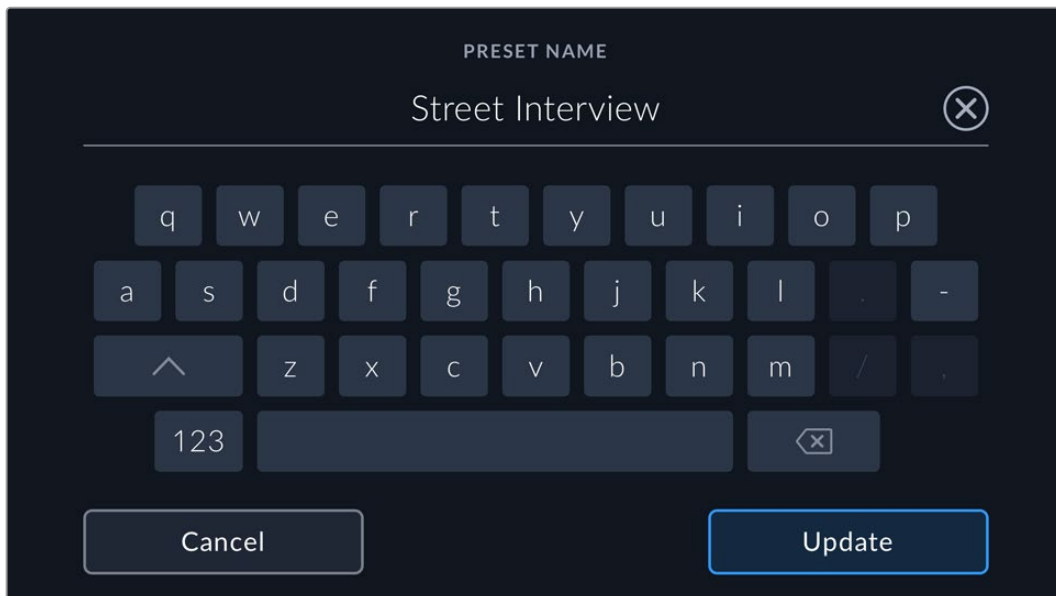 PRESET NAME
Street Interview
q w e r t y u i o p
a s d f g h j k l . -
z x c v b n m / ,
123
Cancel Update